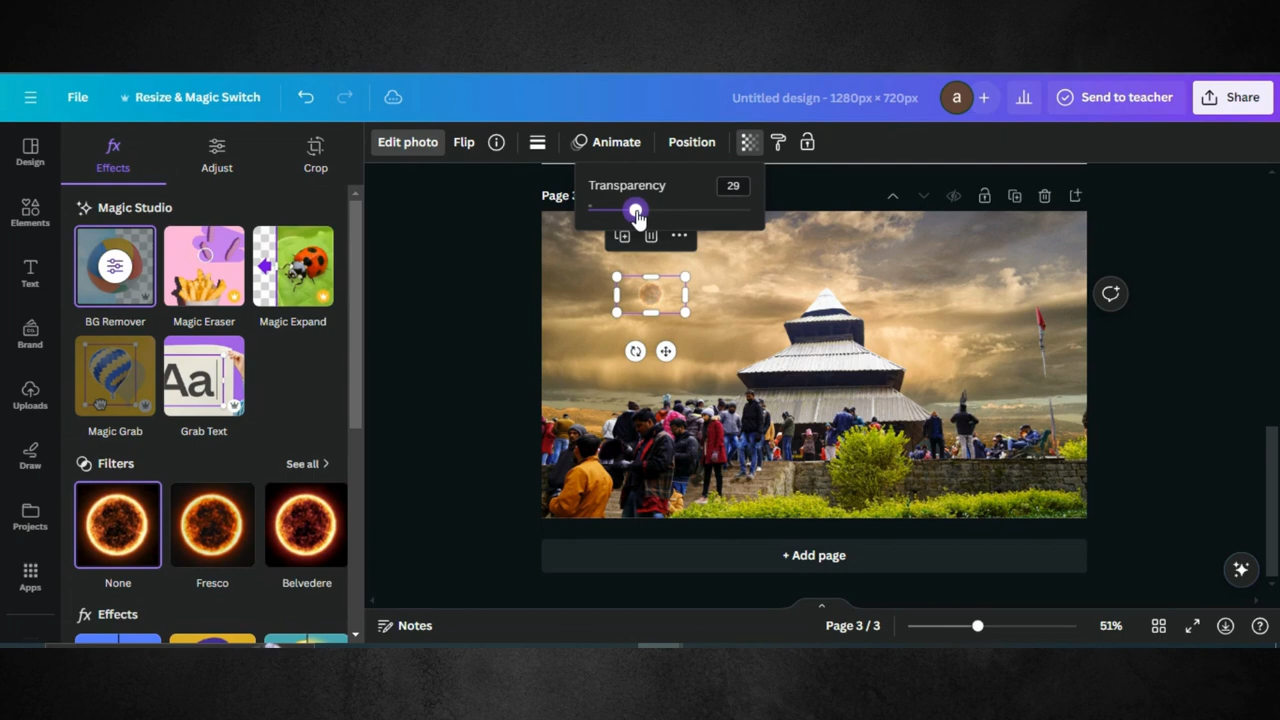 File
Resize & Magic Switch
Untitled design - 1280px × 720px
a
Send to teacher
Share
Design
Elements
Text
Brand
Uploads
Draw
Projects
Apps
Effects
Adjust
Crop
Edit photo
Flip
Animate
Position
Magic Studio
BG Remover
Magic Eraser
Magic Expand
Aa
Magic Grab
Grab Text
Filters
See all
None
Fresco
Belvedere
Effects
Transparency
29
Page 3
+ Add page
Notes
Page 3 / 3
51%